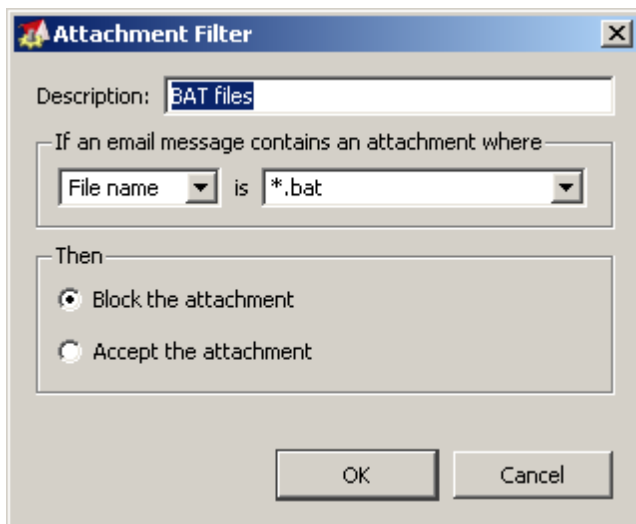 Attachment Filter
Description: BAT files
If an email message contains an attachment where
File name is *.bat
Then
Block the attachment
Accept the attachment
OK Cancel